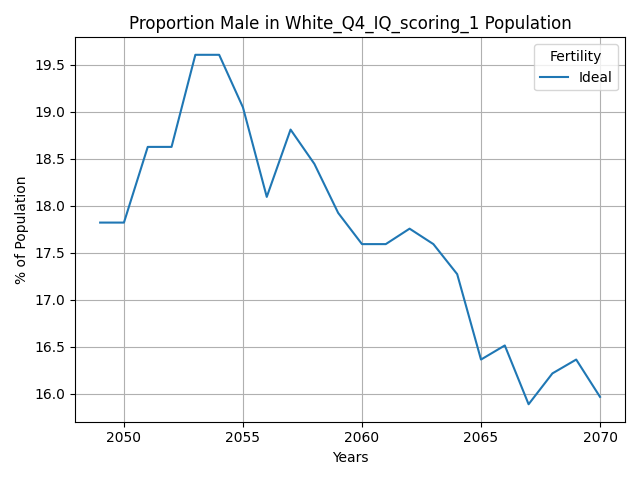 Proportion Male in White_Q4_IQ_scoring_1 Population
Fertility
Ideal
% of Population
19.5
19.0
18.5
18.0
17.5
17.0
16.5
16.0
2050 2055 2060 2065 2070
Years